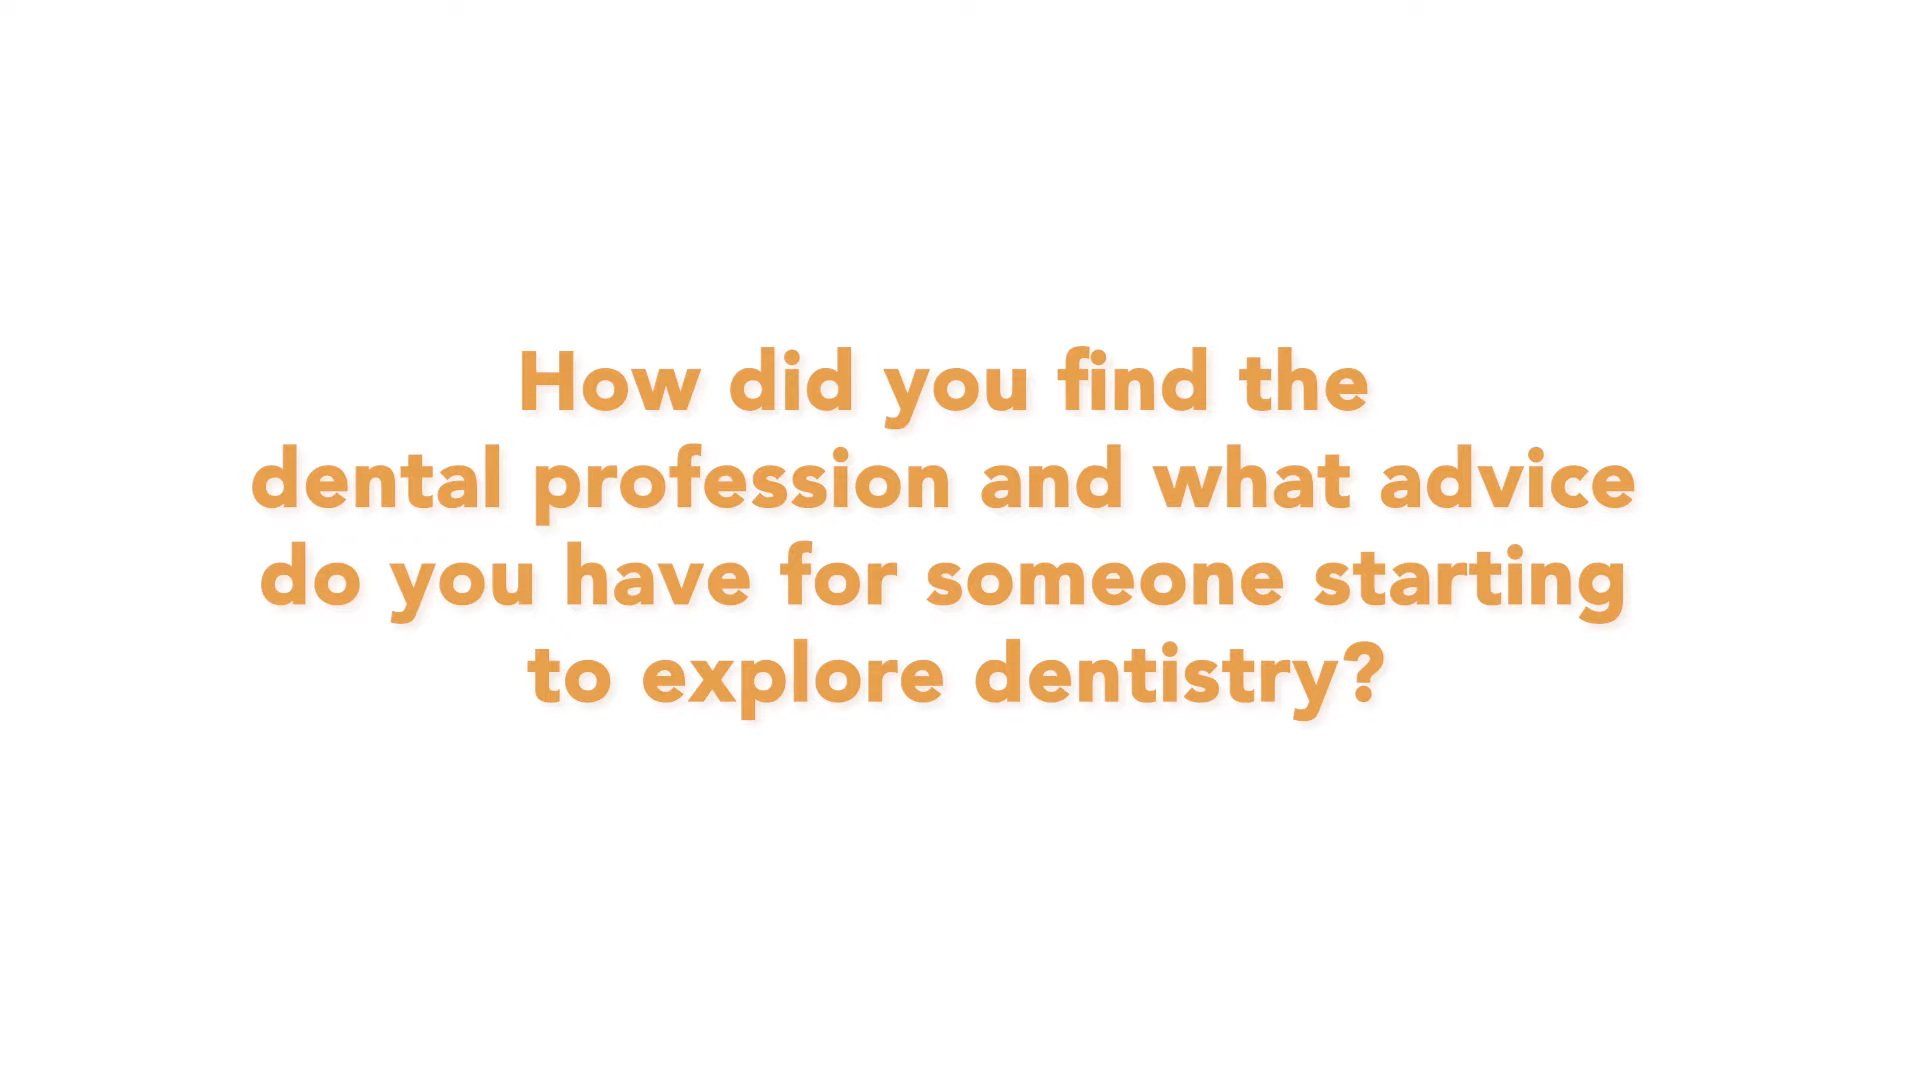 How did you find the
dental profession and what advice
do you have for someone starting
to explore dentistry?